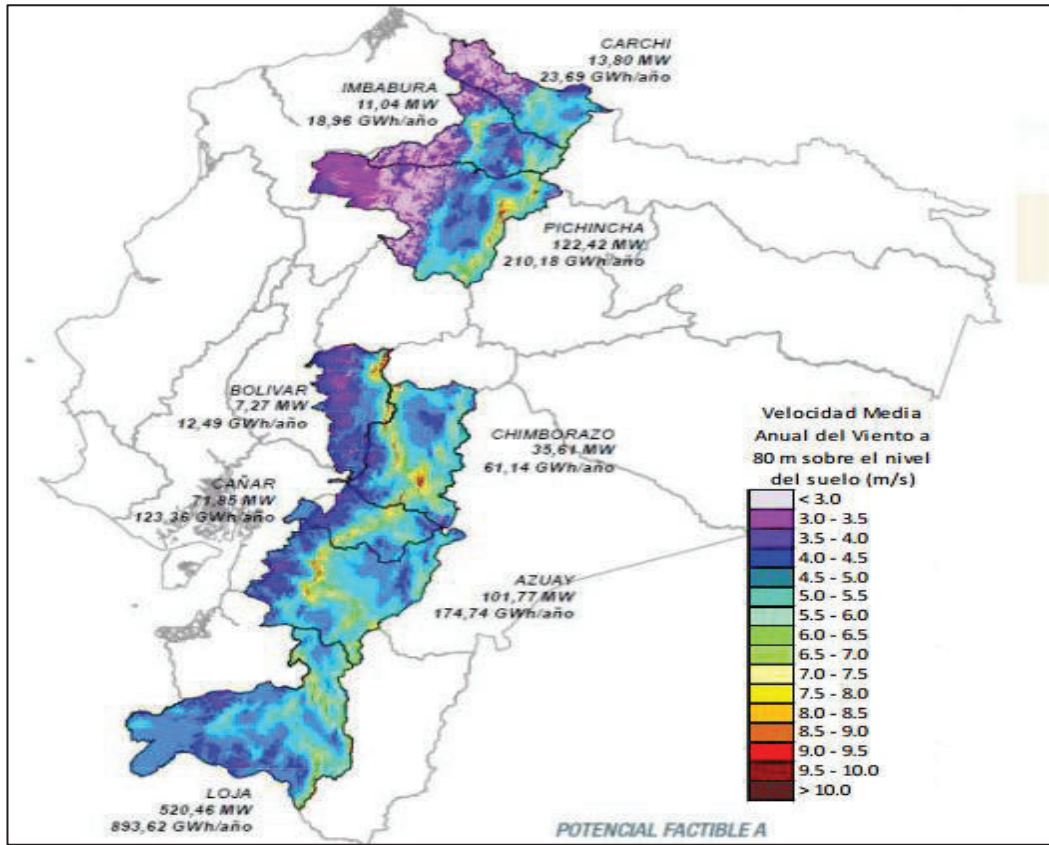 CARCHI
13,80 MW
23,69 GWh/año
IMBABURA
11,04 MW
18,96 GWh/año
PICHINCHA
122,42 MW
210,18 GWh/año
BOLIVAR
7,27 MW
12,49 GWh/año
CHIMBORAZO
35,61 MW
61,14 GWh/año
CAÑAR
71,85 MW
123,36 GWh/año
AZUAY
101,77 MW
174,74 GWh/año
LOJA
520,46 MW
893,62 GWh/año
Velocidad Media
Anual del Viento a
80 m sobre el nivel
del suelo (m/s)
< 3.0
3.0 - 3.5
3.5 - 4.0
4.0 - 4.5
4.5 - 5.0
5.0 - 5.5
5.5 - 6.0
6.0 - 6.5
6.5 - 7.0
7.0 - 7.5
7.5 - 8.0
8.0 - 8.5
8.5 - 9.0
9.0 - 9.5
9.5 - 10.0
> 10.0
POTENCIAL FACTIBLE A